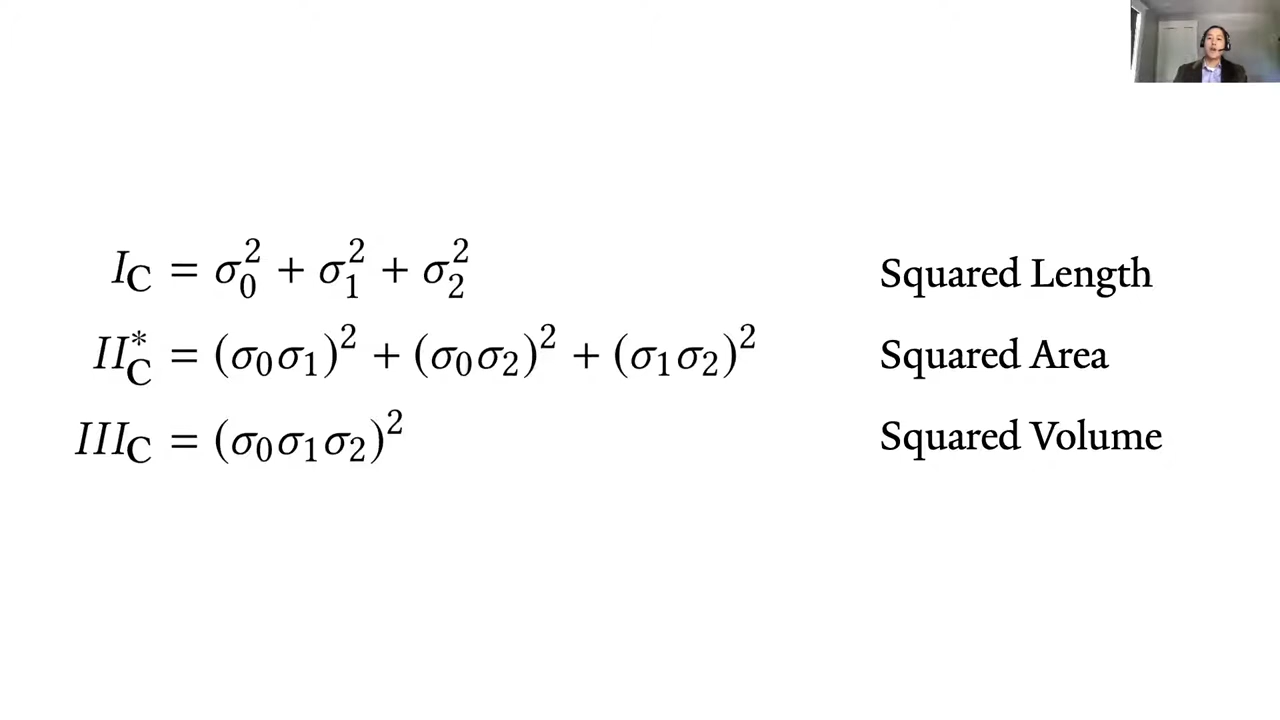 I_C = σ_0^2 + σ_1^2 + σ_2^2 Squared Length
II_C^* = (σ_0σ_1)^2 + (σ_0σ_2)^2 + (σ_1σ_2)^2 Squared Area
III_C = (σ_0σ_1σ_2)^2 Squared Volume